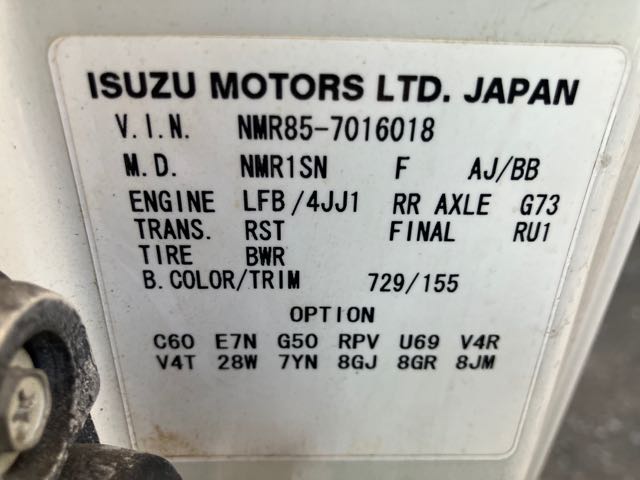 ISUZU MOTORS LTD. JAPAN
V.I.N. NMR85-7016018
M.D. NMR1SN F AJ/BB
ENGINE LFB/4JJ1 RR AXLE G73
TRANS. RST FINAL RU1
TIRE BWR
B.COLOR/TRIM 729/155
OPTION
C60 E7N G50 RPV U69 V4R
V4T 28W 7YN 8GJ 8GR 8JM